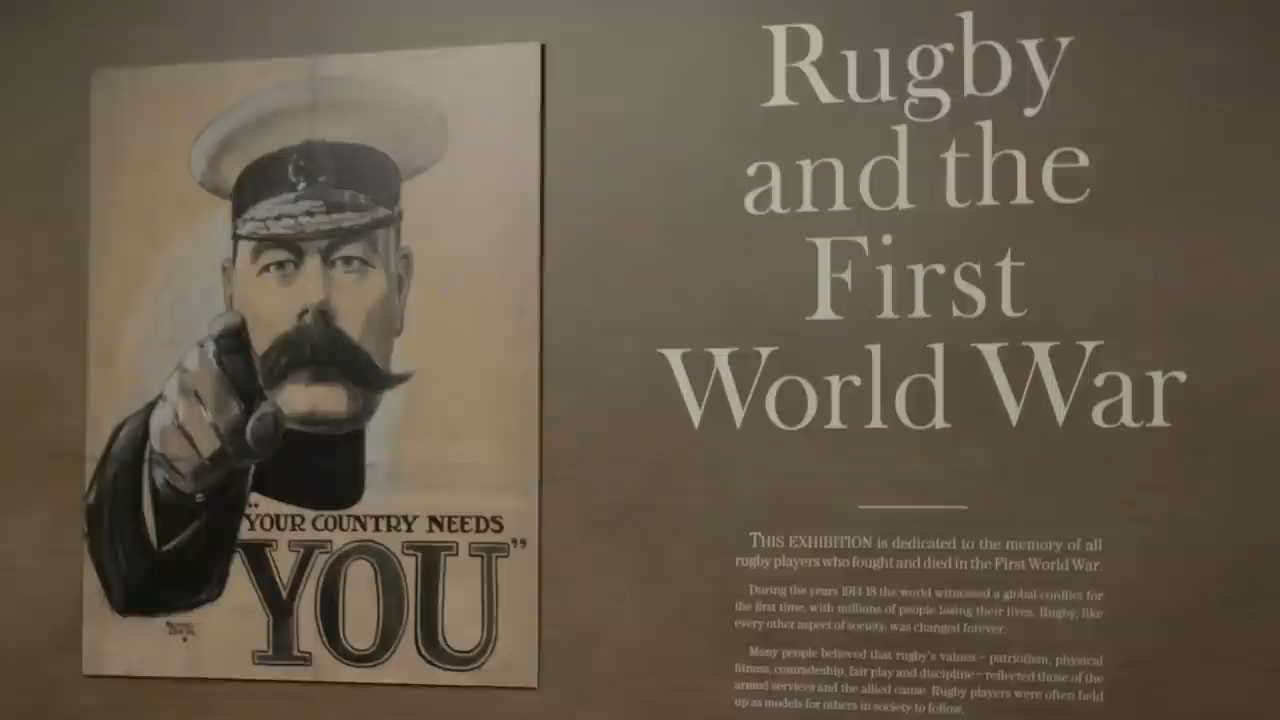 "YOUR COUNTRY NEEDS
YOU"
Rugby
and the
First
World War
THIS EXHIBITION is dedicated to the memory of all
rugby players who fought and died in the First World War.
During the years 1914-18 the world witnessed a global conflict for
the first time, with millions of people losing their lives. Rugby, like
every other aspect of society, was changed forever.
Many people believed that rugby's values – patriotism, physical
fitness, comradeship, fair play and discipline – reflected those of the
armed services and the allied cause. Rugby players were often held
up as models for others in society to follow.